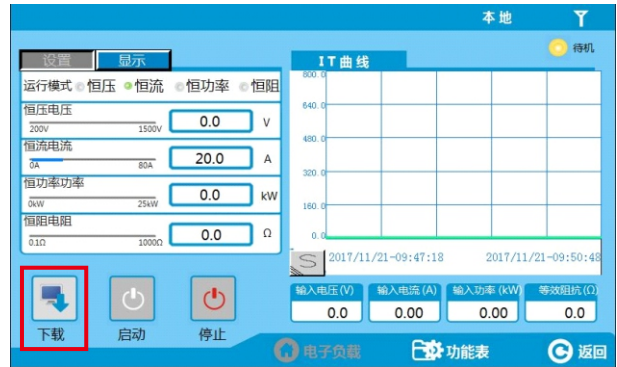 本地
待机
设置 显示
运行模式 恒压 恒流 恒功率 恒阻
恒压电压
200V 1500V 0.0 V
恒流电流
0A 80A 20.0 A
恒功率功率
0kW 25kW 0.0 kW
恒阻电阻
0.1Ω 1000Ω 0.0 Ω
IT曲线
800.0
640.0
480.0
320.0
160.0
0.0
S 2017/11/21-09:47:18 2017/11/21-09:50:48
输入电压(V) 输入电流(A) 输入功率(kW) 等效阻抗(Ω)
0.0 0.00 0.00 0.0
下载 启动 停止
电子负载 功能表 返回